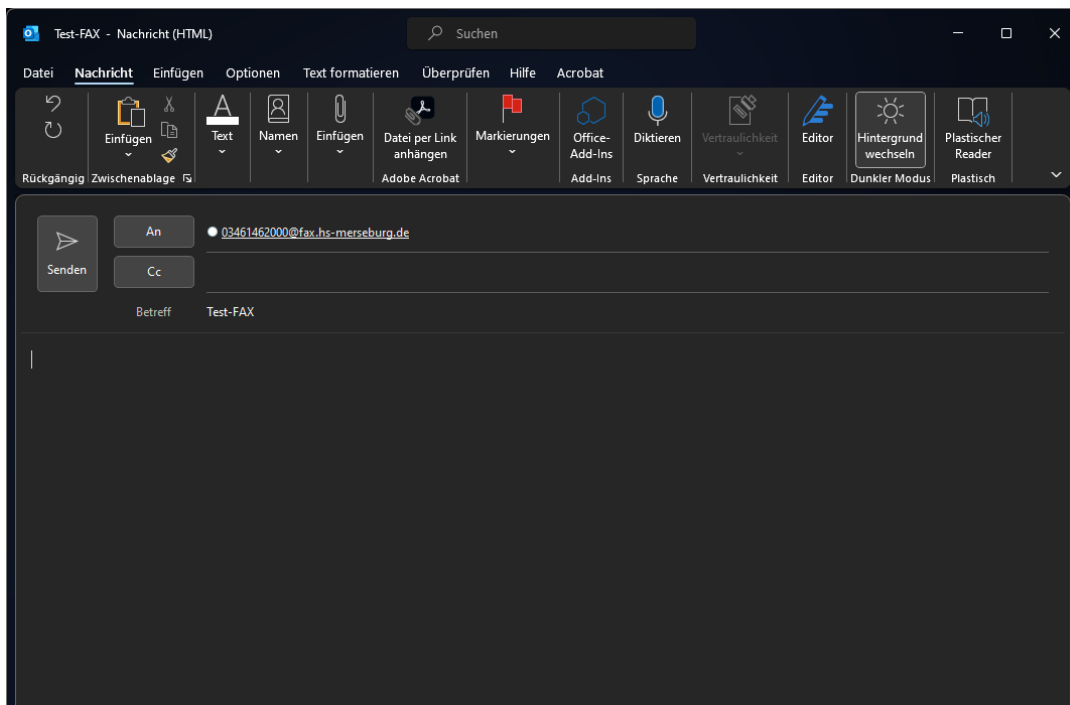 Test-FAX - Nachricht (HTML)
Suchen
Datei Nachricht Einfügen Optionen Text formatieren Überprüfen Hilfe Acrobat
Einfügen
Text
Namen
Einfügen
Datei per Link
anhängen
Markierungen
Office-
Add-Ins
Diktieren
Vertraulichkeit
Editor
Hintergrund
wechseln
Plastischer
Reader
Rückgängig Zwischenablage Adobe Acrobat Add-Ins Sprache Vertraulichkeit Editor Dunkler Modus Plastisch
Senden
An
03461462000@fax.hs-merseburg.de
Cc
Betreff
Test-FAX